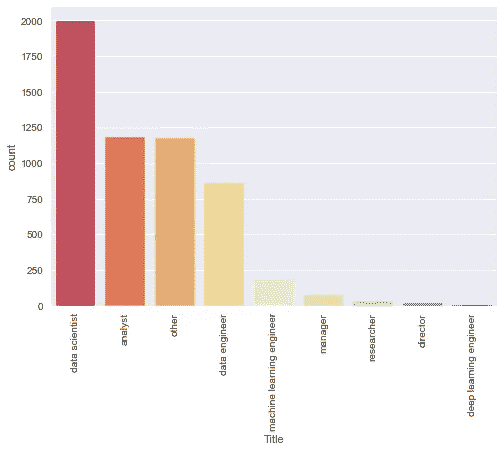 2000
1750
1500
1250
1000
750
500
250
0
count
data scientist
analyst
other
data engineer
machine learning engineer
manager
researcher
director
deep learning engineer
Title